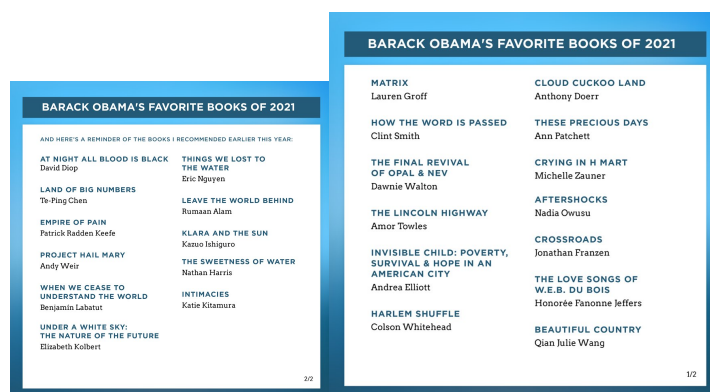 BARACK OBAMA'S FAVORITE BOOKS OF 2021
AND HERE'S A REMINDER OF THE BOOKS I RECOMMENDED EARLIER THIS YEAR:
AT NIGHT ALL BLOOD IS BLACK
David Diop
LAND OF BIG NUMBERS
Te-Ping Chen
EMPIRE OF PAIN
Patrick Radden Keefe
PROJECT HAIL MARY
Andy Weir
WHEN WE CEASE TO
UNDERSTAND THE WORLD
Benjamin Labatut
UNDER A WHITE SKY:
THE NATURE OF THE FUTURE
Elizabeth Kolbert
THINGS WE LOST TO
THE WATER
Eric Nguyen
LEAVE THE WORLD BEHIND
Rumaan Alam
KLARA AND THE SUN
Kazuo Ishiguro
THE SWEETNESS OF WATER
Nathan Harris
INTIMACIES
Katie Kitamura
2/2
BARACK OBAMA'S FAVORITE BOOKS OF 2021
MATRIX
Lauren Groff
HOW THE WORD IS PASSED
Clint Smith
THE FINAL REVIVAL
OF OPAL & NEV
Dawnie Walton
THE LINCOLN HIGHWAY
Amor Towles
INVISIBLE CHILD: POVERTY,
SURVIVAL & HOPE IN AN
AMERICAN CITY
Andrea Elliott
HARLEM SHUFFLE
Colson Whitehead
CLOUD CUCKOO LAND
Anthony Doerr
THESE PRECIOUS DAYS
Ann Patchett
CRYING IN H MART
Michelle Zauner
AFTERSHOCKS
Nadia Owusu
CROSSROADS
Jonathan Franzen
THE LOVE SONGS OF
W.E.B. DU BOIS
Honorée Fanonne Jeffers
BEAUTIFUL COUNTRY
Qian Julie Wang
1/2